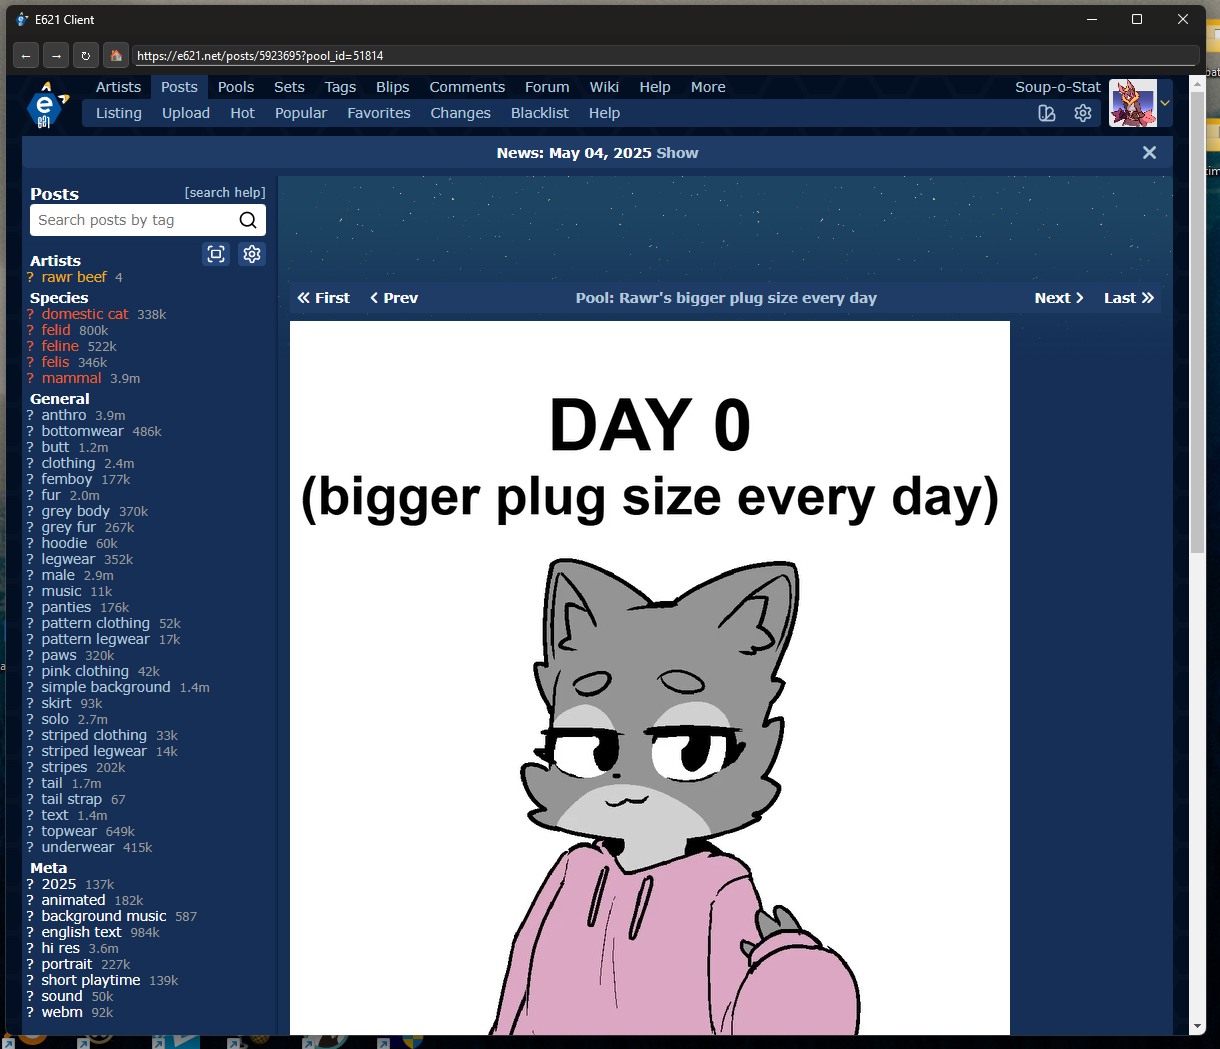 E621 Client
https://e621.net/posts/5923695?pool_id=51814
Artists Posts Pools Sets Tags Blips Comments Forum Wiki Help More
Soup-o-Stat
Listing Upload Hot Popular Favorites Changes Blacklist Help
e
621
News: May 04, 2025 Show
Posts [search help]
Search posts by tag
Artists
? rawr beef 4
Species
? domestic cat 338k
? felid 800k
? feline 522k
? felis 346k
? mammal 3.9m
General
? anthro 3.9m
? bottomwear 486k
? butt 1.2m
? clothing 2.4m
? femboy 177k
? fur 2.0m
? grey body 370k
? grey fur 267k
? hoodie 60k
? legwear 352k
? male 2.9m
? music 11k
? panties 176k
? pattern clothing 52k
? pattern legwear 17k
? paws 320k
? pink clothing 42k
? simple background 1.4m
? skirt 93k
? solo 2.7m
? striped clothing 33k
? striped legwear 14k
? stripes 202k
? tail 1.7m
? tail strap 67
? text 1.4m
? topwear 649k
? underwear 415k
Meta
? 2025 137k
? animated 182k
? background music 587
? english text 984k
? hi res 3.6m
? portrait 227k
? short playtime 139k
? sound 50k
? webm 92k
« First ‹ Prev Pool: Rawr's bigger plug size every day Next › Last »
DAY 0
(bigger plug size every day)